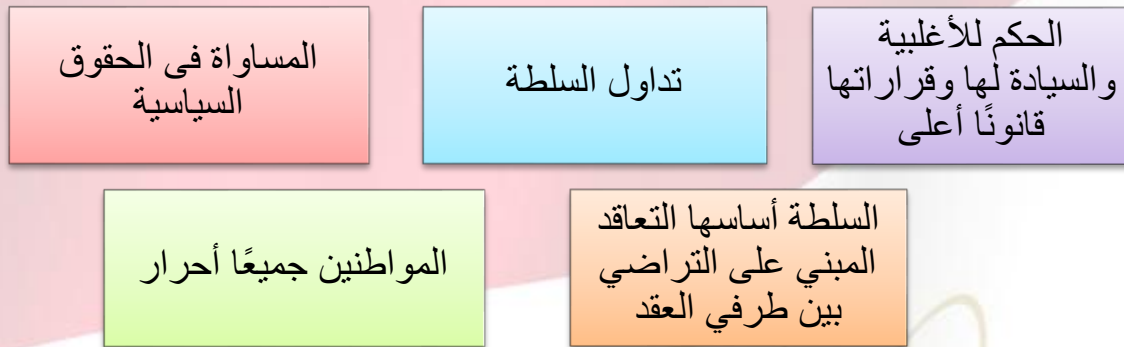 الحكم للأغلبية
والسيادة لها وقراراتها
قانونًا أعلى
تداول السلطة
المساواة فى الحقوق
السياسية
السلطة أساسها التعاقد
المبني على التراضي
بين طرفي العقد
المواطنين جميعًا أحرار